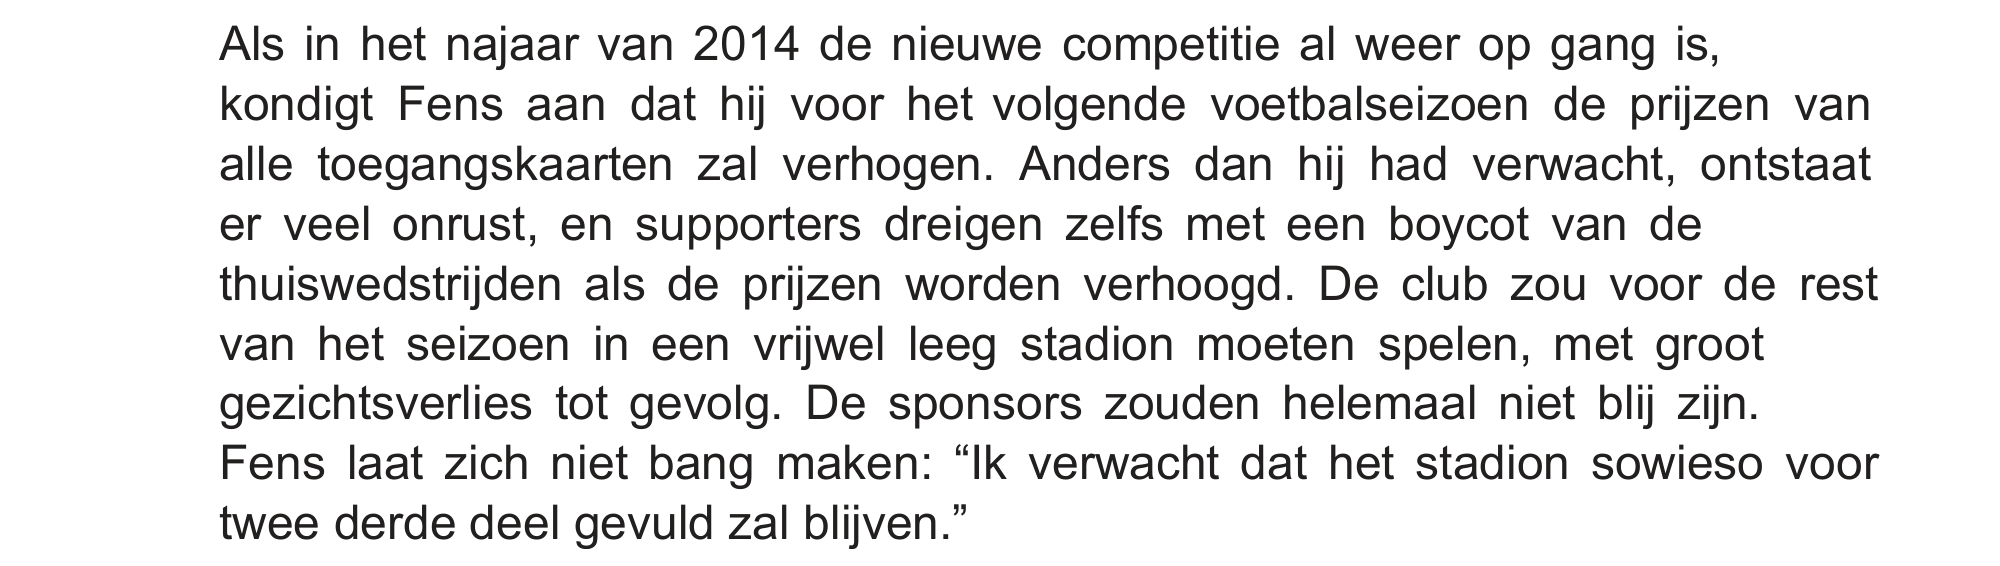 Als in het najaar van 2014 de nieuwe competitie al weer op gang is,
kondigt Fens aan dat hij voor het volgende voetbalseizoen de prijzen van
alle toegangskaarten zal verhogen. Anders dan hij had verwacht, ontstaat
er veel onrust, en supporters dreigen zelfs met een boycot van de
thuiswedstrijden als de prijzen worden verhoogd. De club zou voor de rest
van het seizoen in een vrijwel leeg stadion moeten spelen, met groot
gezichtsverlies tot gevolg. De sponsors zouden helemaal niet blij zijn.
Fens laat zich niet bang maken: “Ik verwacht dat het stadion sowieso voor
twee derde deel gevuld zal blijven.”